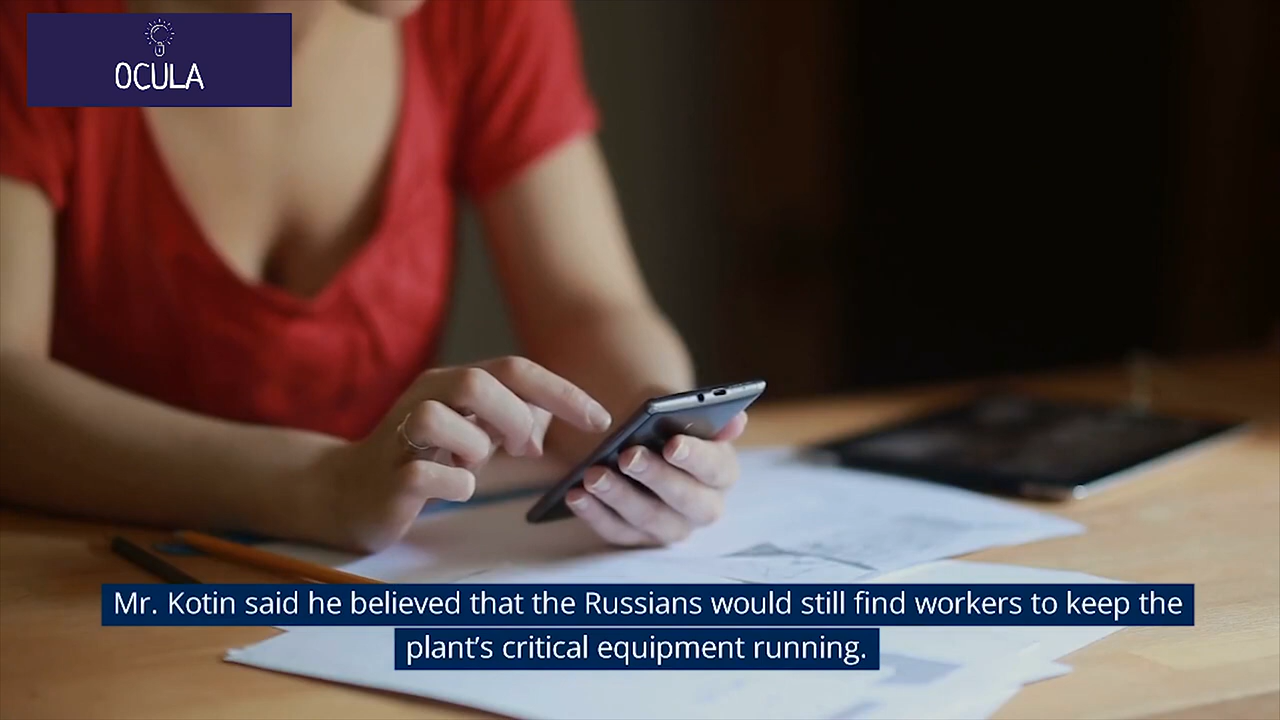 OCULA
Mr. Kotin said he believed that the Russians would still find workers to keep the
plant’s critical equipment running.